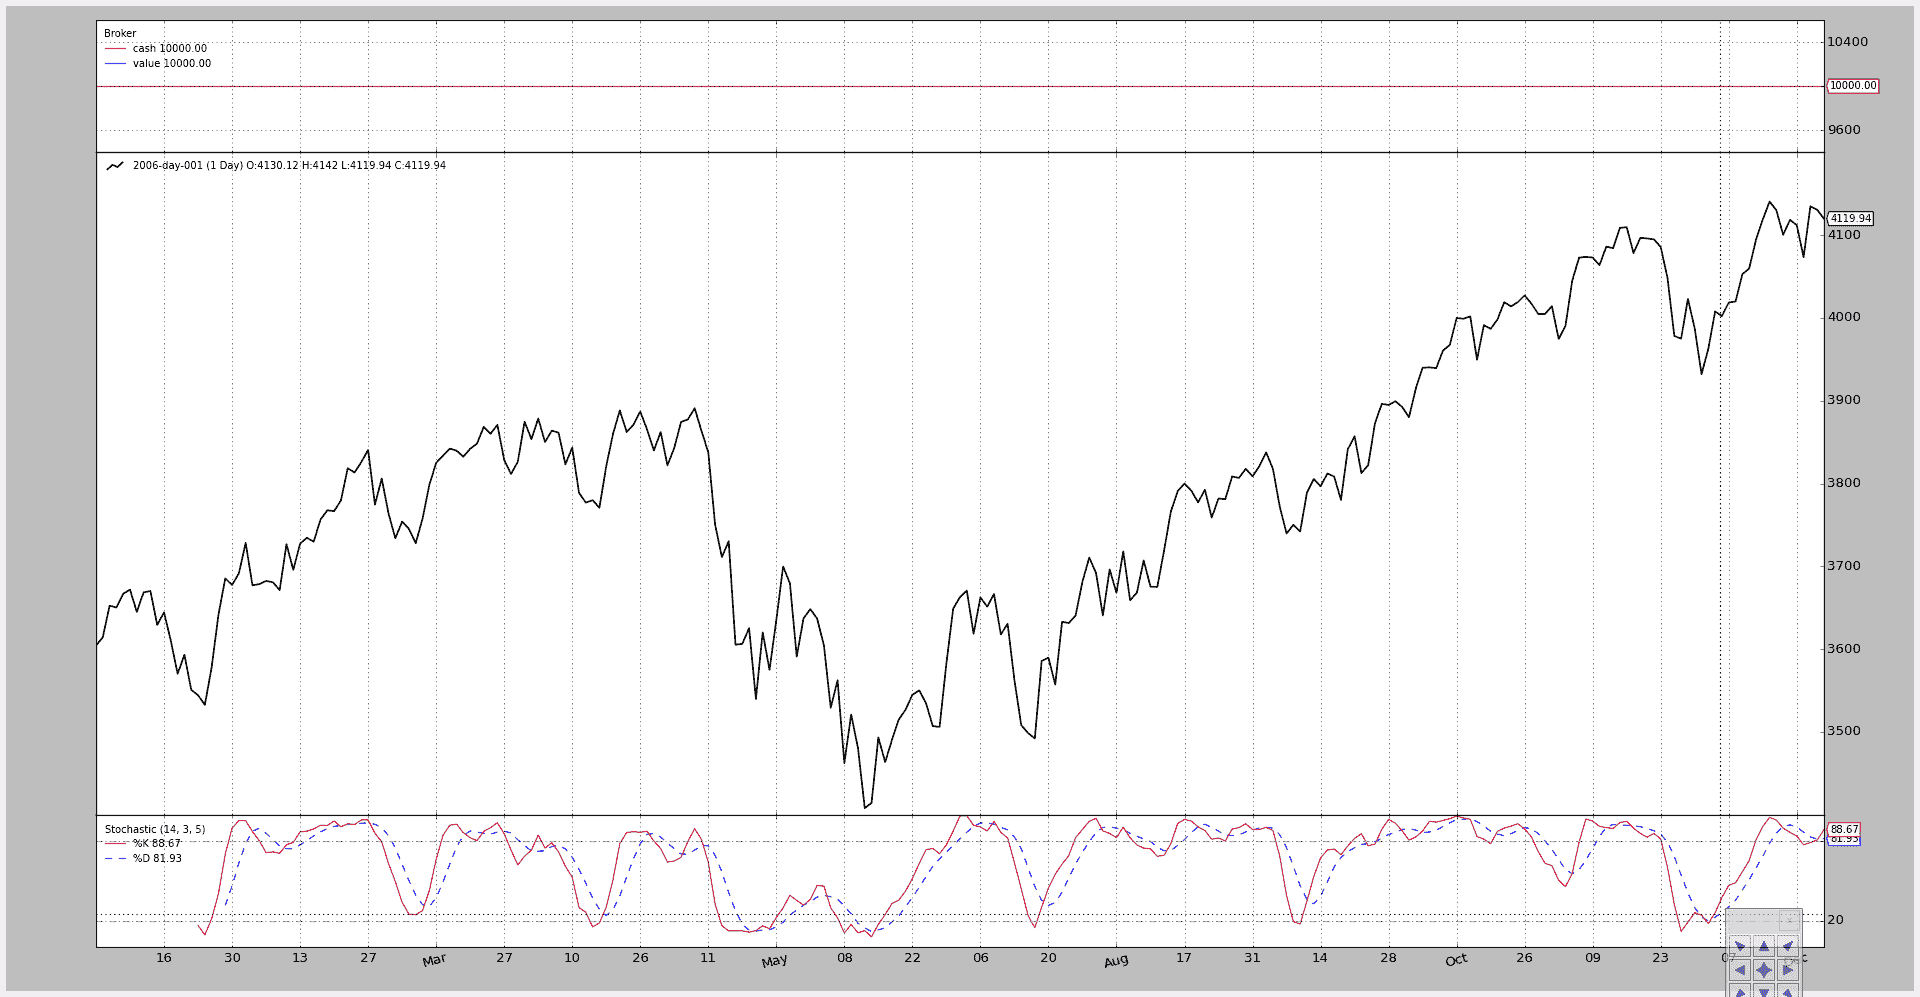 Broker
cash 10000.00
value 10000.00
10400
10000.00
9600
2006-day-001 (1 Day) O:4130.12 H:4142 L:4119.94 C:4119.94
4119.94
4100
4000
3900
3800
3700
3600
3500
Stochastic (14, 3, 5)
%K 88.67
%D 81.93
88.67
81.93
20
16 30 13 27 Mar 27 10 26 11 May 08 22 06 20 Aug 17 31 14 28 Oct 26 09 23 07